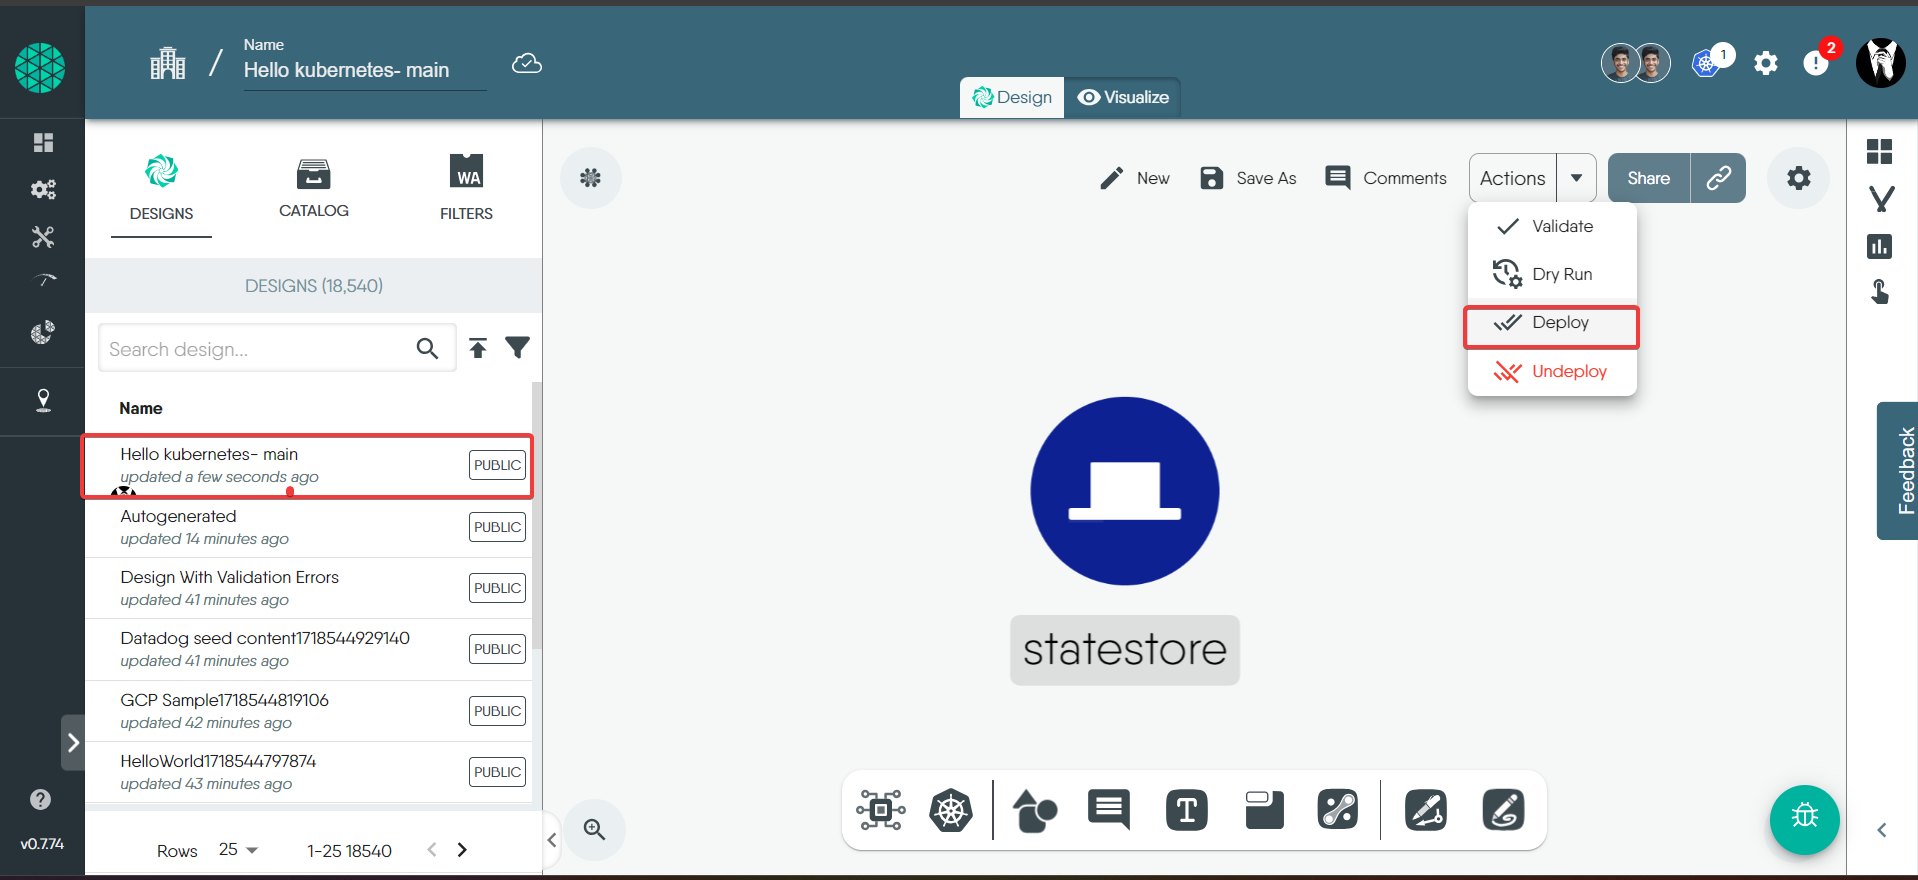 Name
Hello kubernetes- main
1
2
Design
Visualize
DESIGNS
CATALOG
WA
FILTERS
DESIGNS (18,540)
Search design...
Name
Hello kubernetes- main
updated a few seconds ago
PUBLIC
Autogenerated
updated 14 minutes ago
PUBLIC
Design With Validation Errors
updated 41 minutes ago
PUBLIC
Datadog seed content1718544929140
updated 41 minutes ago
PUBLIC
GCP Sample1718544819106
updated 42 minutes ago
PUBLIC
HelloWorld1718544797874
updated 43 minutes ago
PUBLIC
Rows
25
1-25 18540
v0.7.74
New
Save As
Comments
Actions
Share
Validate
Dry Run
Deploy
Undeploy
statestore
T
Feedback